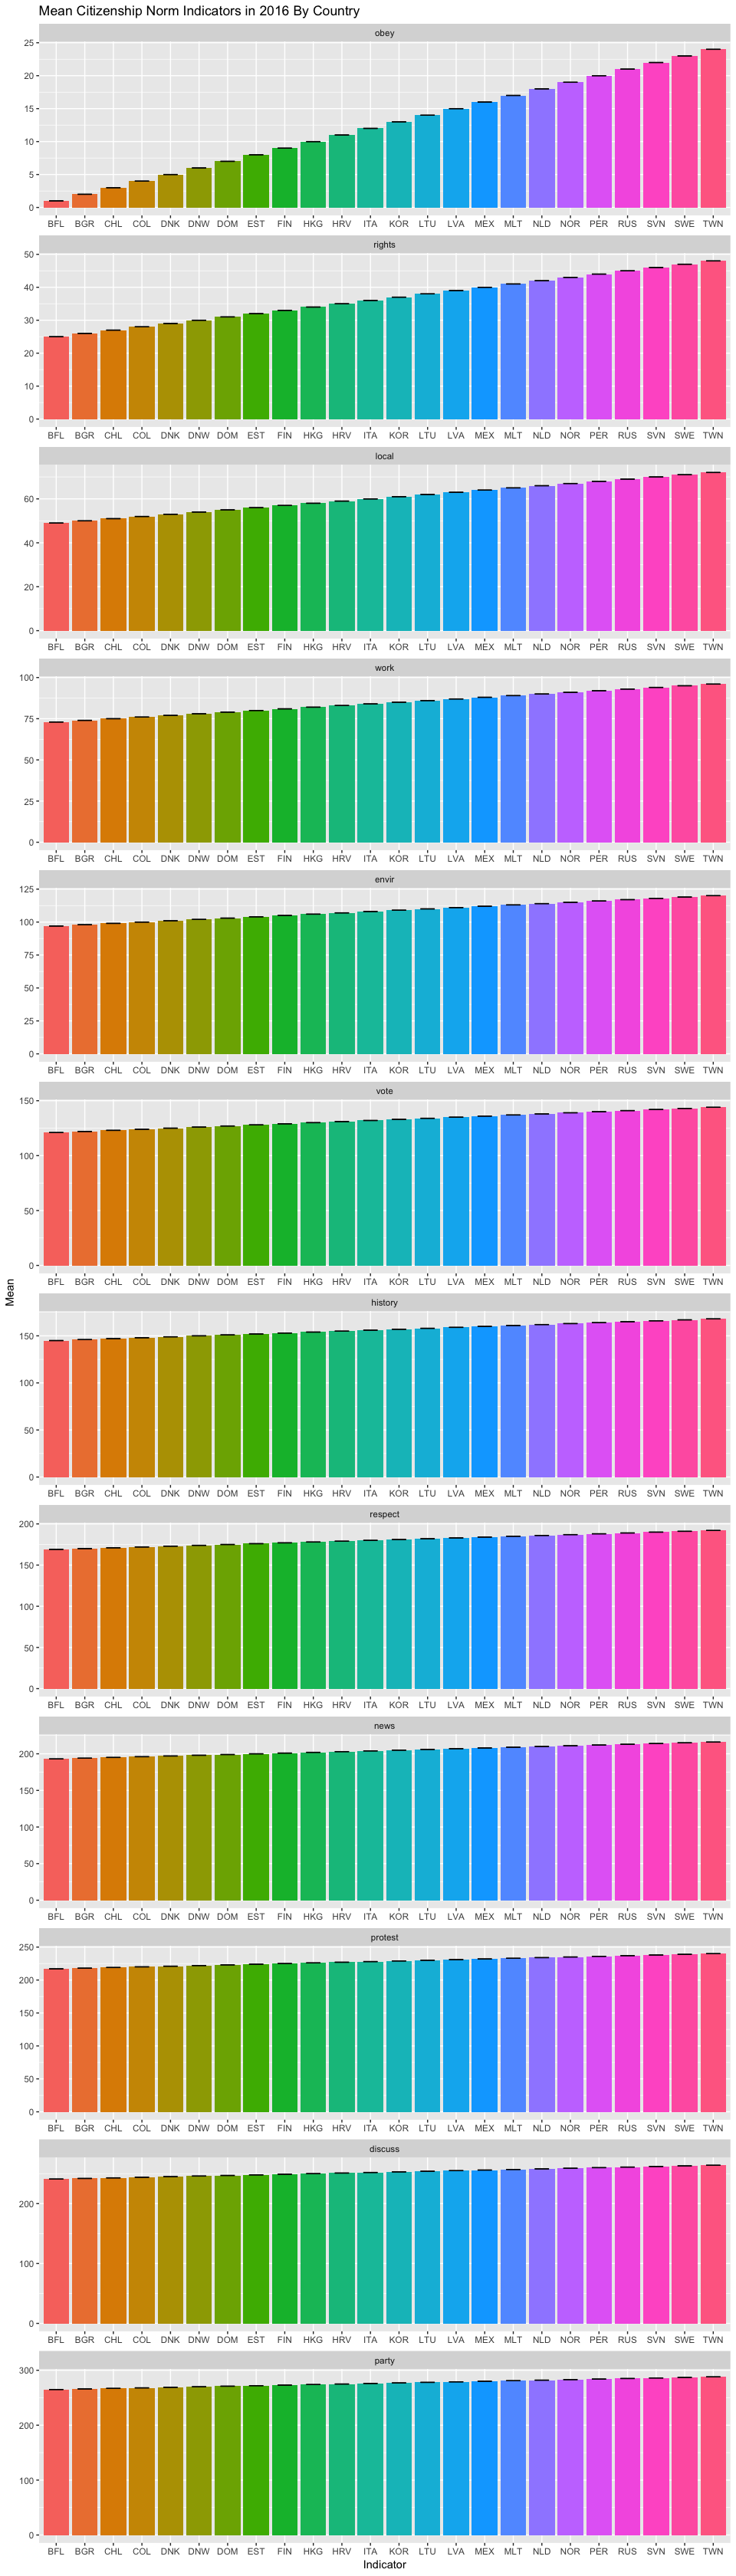 Mean Citizenship Norm Indicators in 2016 By Country
obey
25
20
15
10
5
0
BFL BGR CHL COL DNK DNW DOM EST FIN HKG HRV ITA KOR LTU LVA MEX MLT NLD NOR PER RUS SVN SWE TWN
rights
50
40
30
20
10
0
BFL BGR CHL COL DNK DNW DOM EST FIN HKG HRV ITA KOR LTU LVA MEX MLT NLD NOR PER RUS SVN SWE TWN
local
60
40
20
0
BFL BGR CHL COL DNK DNW DOM EST FIN HKG HRV ITA KOR LTU LVA MEX MLT NLD NOR PER RUS SVN SWE TWN
work
100
75
50
25
0
BFL BGR CHL COL DNK DNW DOM EST FIN HKG HRV ITA KOR LTU LVA MEX MLT NLD NOR PER RUS SVN SWE TWN
envir
125
100
75
50
25
0
BFL BGR CHL COL DNK DNW DOM EST FIN HKG HRV ITA KOR LTU LVA MEX MLT NLD NOR PER RUS SVN SWE TWN
vote
150
100
50
0
BFL BGR CHL COL DNK DNW DOM EST FIN HKG HRV ITA KOR LTU LVA MEX MLT NLD NOR PER RUS SVN SWE TWN
Mean
history
150
100
50
0
BFL BGR CHL COL DNK DNW DOM EST FIN HKG HRV ITA KOR LTU LVA MEX MLT NLD NOR PER RUS SVN SWE TWN
respect
200
150
100
50
0
BFL BGR CHL COL DNK DNW DOM EST FIN HKG HRV ITA KOR LTU LVA MEX MLT NLD NOR PER RUS SVN SWE TWN
news
200
150
100
50
0
BFL BGR CHL COL DNK DNW DOM EST FIN HKG HRV ITA KOR LTU LVA MEX MLT NLD NOR PER RUS SVN SWE TWN
protest
250
200
150
100
50
0
BFL BGR CHL COL DNK DNW DOM EST FIN HKG HRV ITA KOR LTU LVA MEX MLT NLD NOR PER RUS SVN SWE TWN
discuss
200
100
0
BFL BGR CHL COL DNK DNW DOM EST FIN HKG HRV ITA KOR LTU LVA MEX MLT NLD NOR PER RUS SVN SWE TWN
party
300
200
100
0
BFL BGR CHL COL DNK DNW DOM EST FIN HKG HRV ITA KOR LTU LVA MEX MLT NLD NOR PER RUS SVN SWE TWN
Indicator